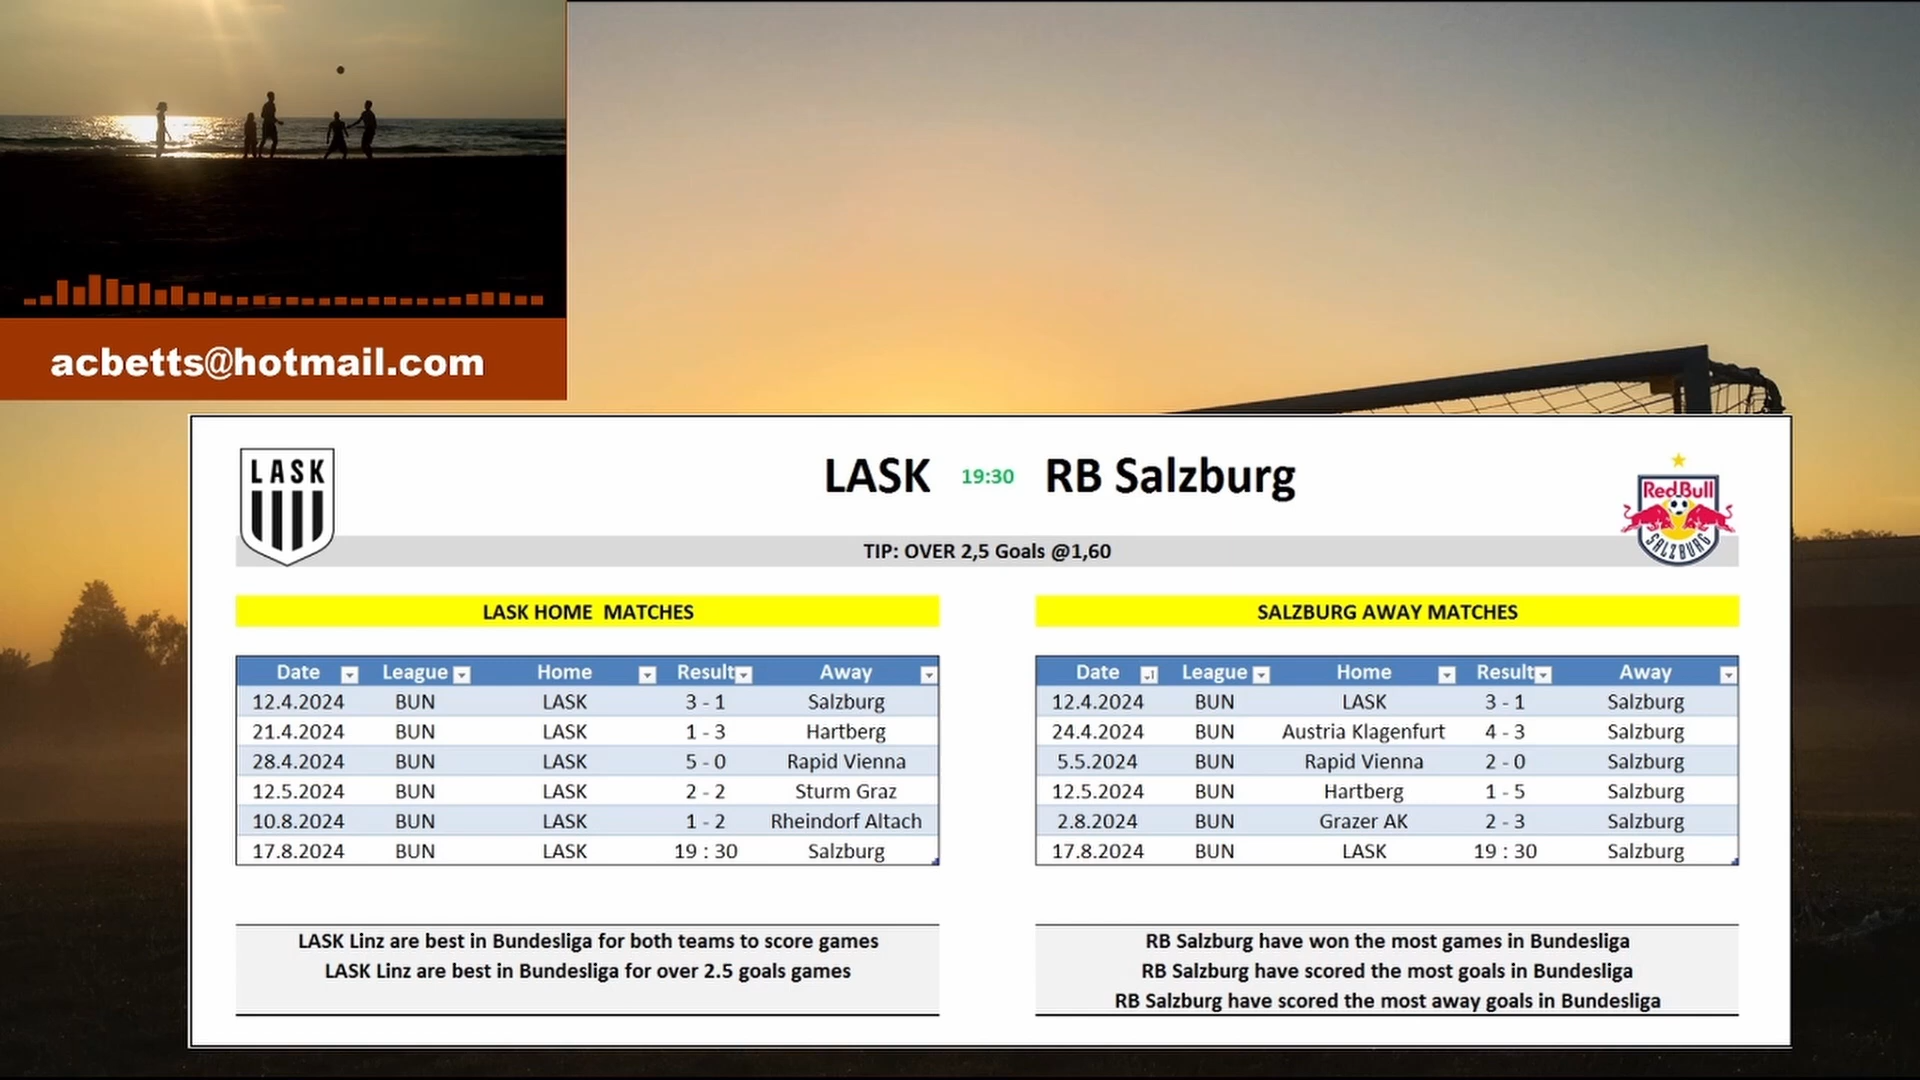 acbetts@hotmail.com
LASK
LASK 19:30 RB Salzburg
Red Bull
SALZBURG
TIP: OVER 2,5 Goals @1,60
LASK HOME MATCHES
Date League Home Result Away
12.4.2024 BUN LASK 3 - 1 Salzburg
21.4.2024 BUN LASK 1 - 3 Hartberg
28.4.2024 BUN LASK 5 - 0 Rapid Vienna
12.5.2024 BUN LASK 2 - 2 Sturm Graz
10.8.2024 BUN LASK 1 - 2 Rheindorf Altach
17.8.2024 BUN LASK 19 : 30 Salzburg
LASK Linz are best in Bundesliga for both teams to score games
LASK Linz are best in Bundesliga for over 2.5 goals games
SALZBURG AWAY MATCHES
Date League Home Result Away
12.4.2024 BUN LASK 3 - 1 Salzburg
24.4.2024 BUN Austria Klagenfurt 4 - 3 Salzburg
5.5.2024 BUN Rapid Vienna 2 - 0 Salzburg
12.5.2024 BUN Hartberg 1 - 5 Salzburg
2.8.2024 BUN Grazer AK 2 - 3 Salzburg
17.8.2024 BUN LASK 19 : 30 Salzburg
RB Salzburg have won the most games in Bundesliga
RB Salzburg have scored the most goals in Bundesliga
RB Salzburg have scored the most away goals in Bundesliga